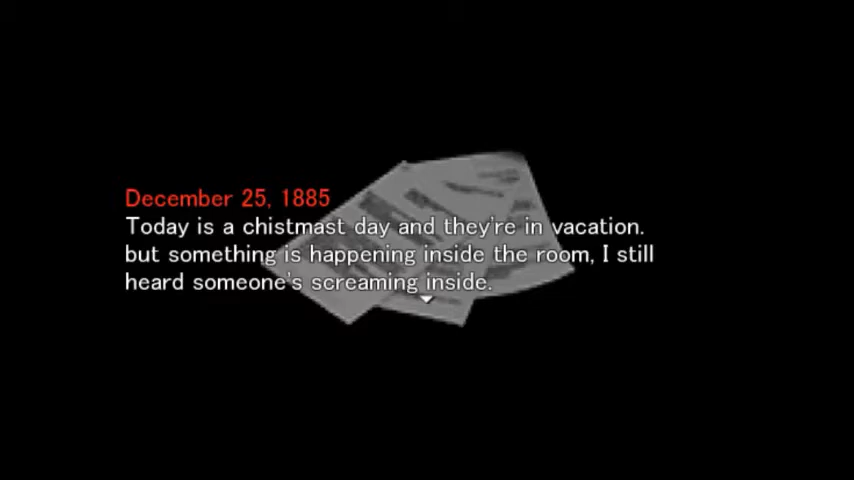 December 25, 1885
Today is a chistmast day and they're in vacation.
but something is happening inside the room, I still
heard someone's screaming inside.